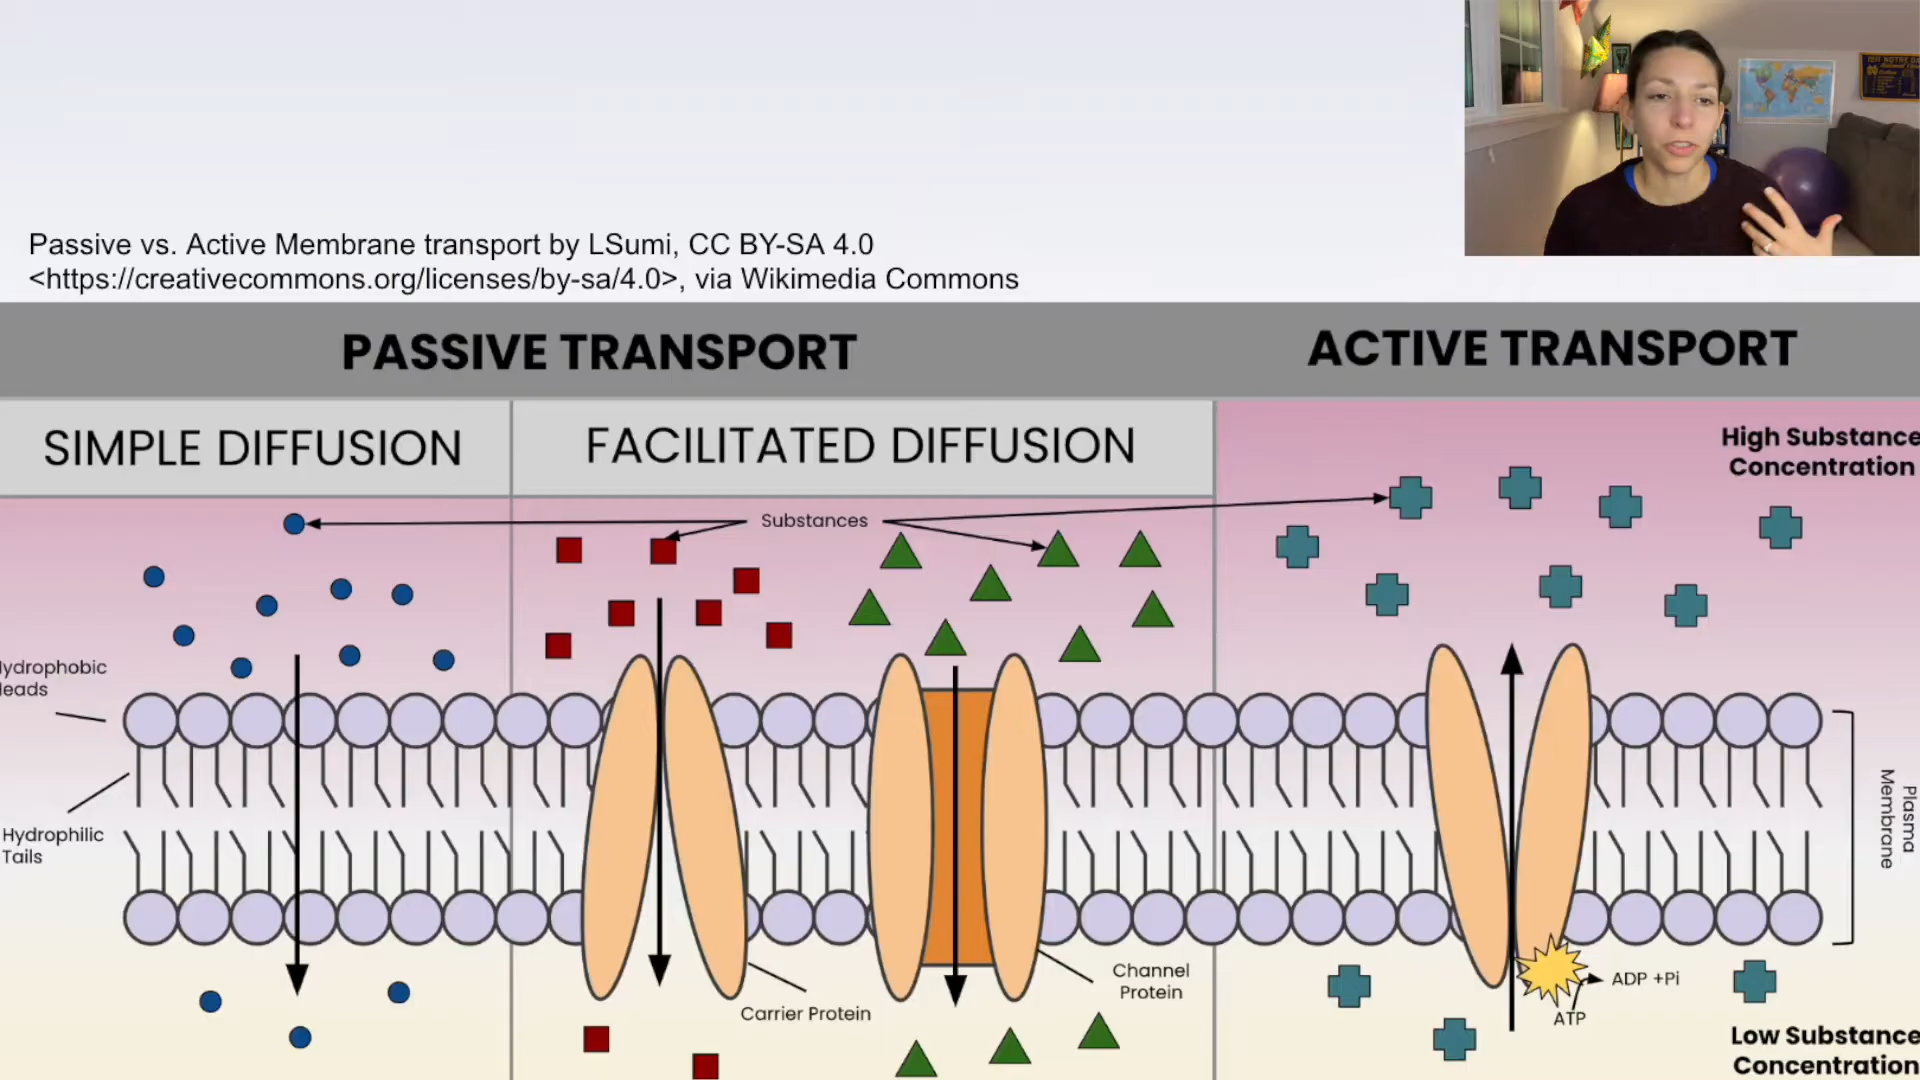 Passive vs. Active Membrane transport by LSumi, CC BY-SA 4.0
<https://creativecommons.org/licenses/by-sa/4.0>, via Wikimedia Commons
PASSIVE TRANSPORT
ACTIVE TRANSPORT
SIMPLE DIFFUSION
FACILITATED DIFFUSION
High Substance
Concentration
Substances
ydrophobic
eads
Hydrophilic
Tails
Plasma
Membrane
Channel
Protein
Carrier Protein
ADP +Pi
ATP
Low Substance
Concentration